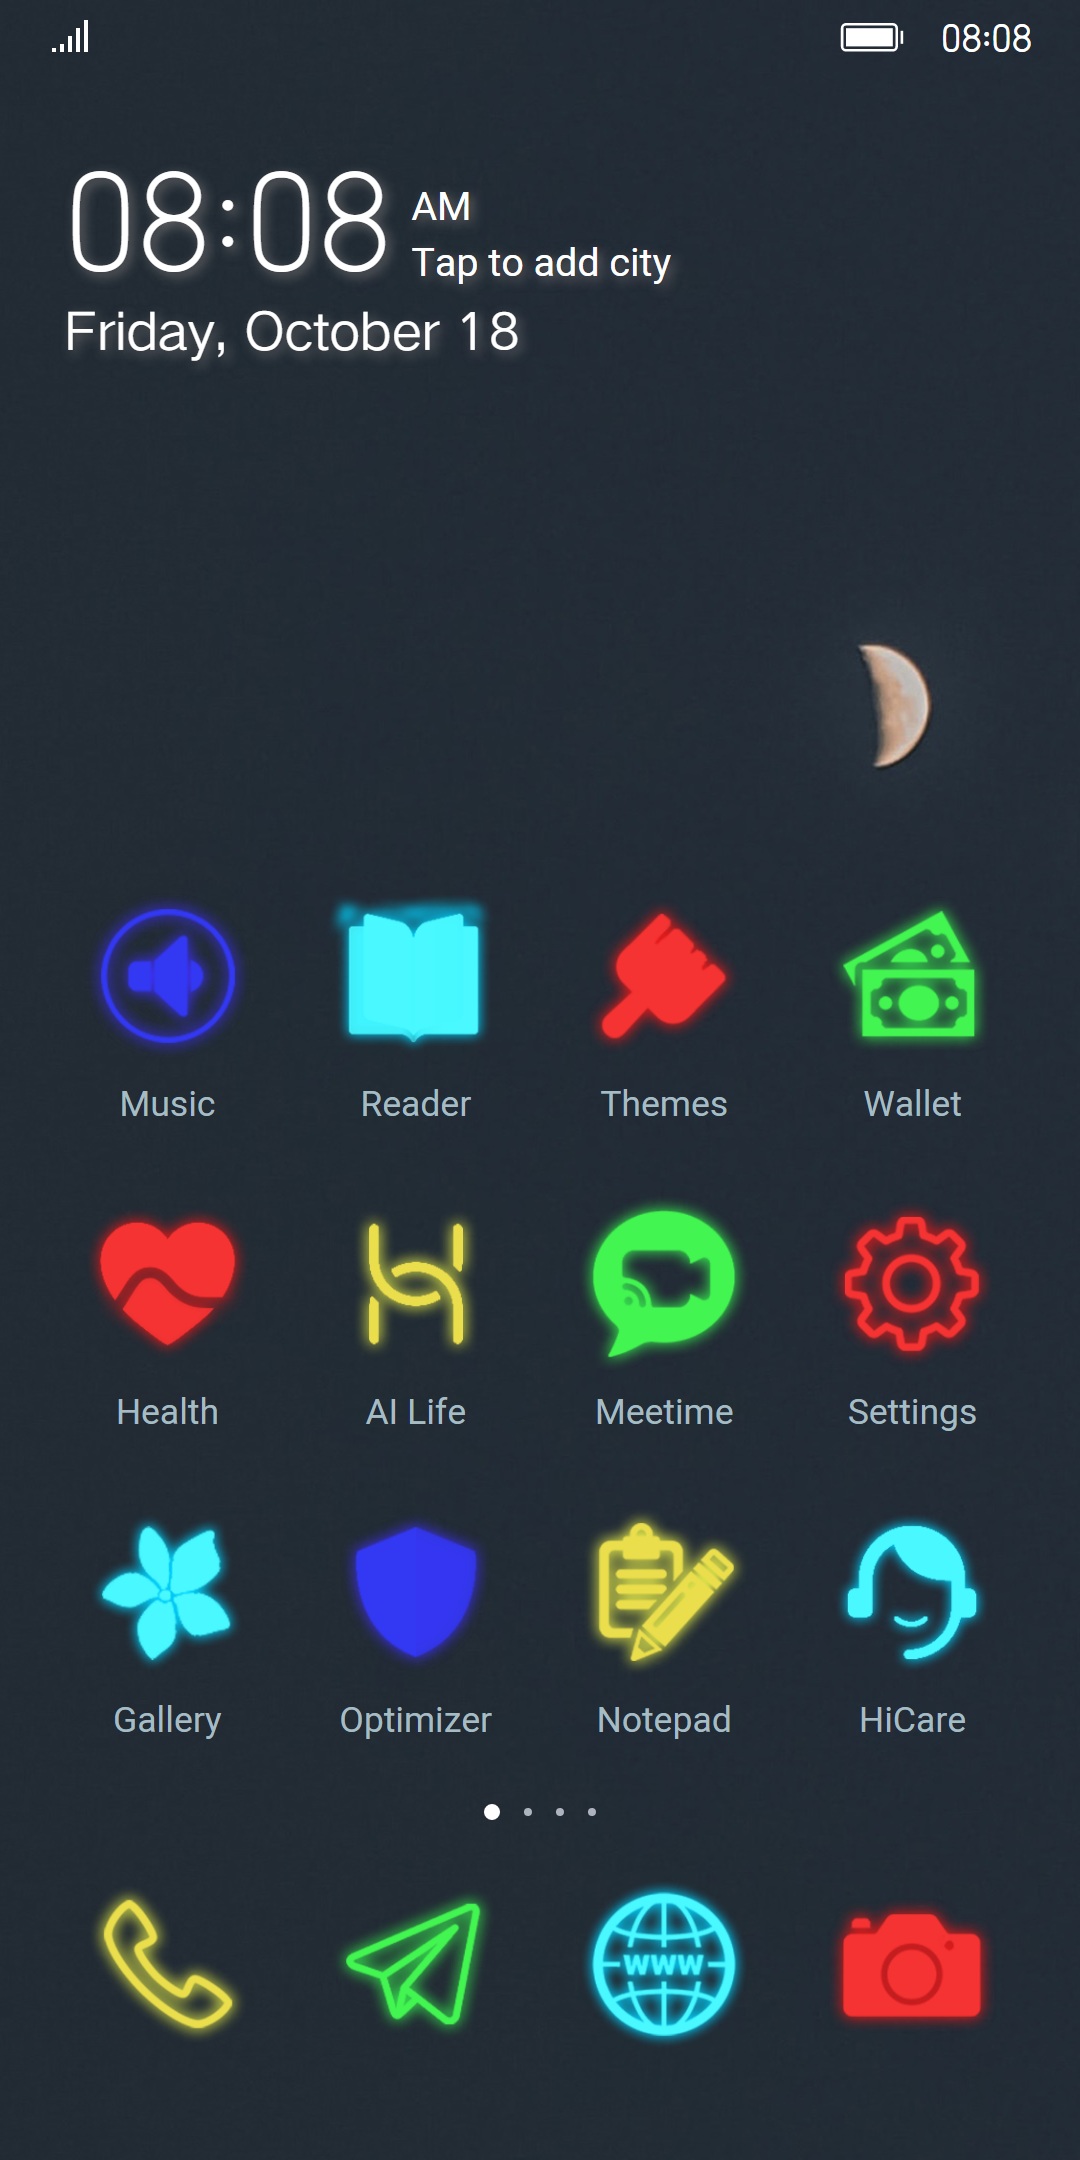 08:08
08:08 AM
Tap to add city
Friday, October 18
Music Reader Themes Wallet
Health AI Life Meetime Settings
Gallery Optimizer Notepad HiCare
WWW